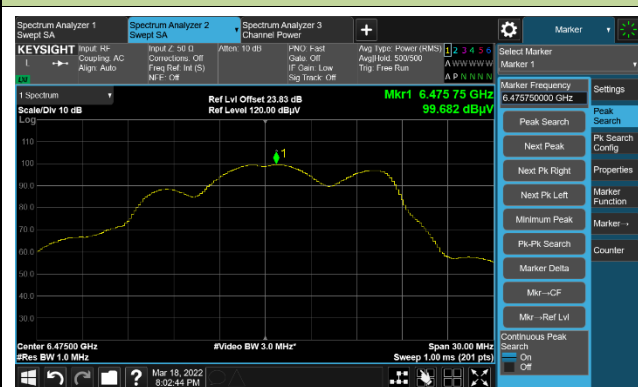 Spectrum Analyzer 1
Swept SA
Spectrum Analyzer 2
Swept SA
Spectrum Analyzer 3
Channel Power
+
Marker
KEYSIGHT
L
Input: RF
Coupling: AC
Align: Auto
Input Z: 50 Ω
Corrections: Off
Freq Ref: Int (S)
NFE: Off
Atten: 10 dB
PNO: Fast
Gate: Off
IF Gain: Low
Sig Track: Off
Avg Type: Power (RMS)
Avg|Hold: 500/500
Trig: Free Run
1 2 3 4 5 6
A W W W W W
A P N N N N
Select Marker
Marker 1
1 Spectrum
Scale/Div 10 dB
Log
Ref Lvl Offset 23.83 dB
Ref Level 120.00 dBµV
Mkr1 6.475 75 GHz
99.682 dBµV
1
110
100
90.0
80.0
70.0
60.0
50.0
40.0
30.0
Center 6.47500 GHz
#Res BW 1.0 MHz
#Video BW 3.0 MHz*
Span 30.00 MHz
Sweep 1.00 ms (201 pts)
Marker Frequency
6.475750000 GHz
Peak Search
Next Peak
Next Pk Right
Next Pk Left
Minimum Peak
Pk-Pk Search
Marker Delta
Mkr→CF
Mkr→Ref Lvl
Continuous Peak
Search
On
Off
Settings
Peak
Search
Pk Search
Config
Properties
Marker
Function
Marker→
Counter
?
Mar 18, 2022
8:02:44 PM